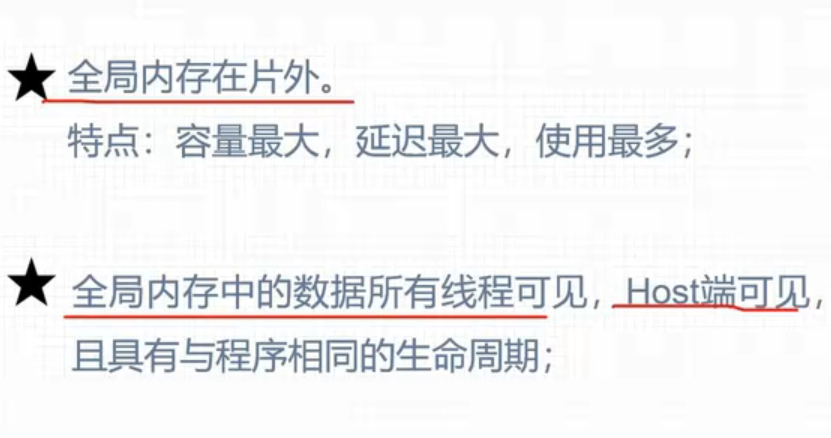 ★ 全局内存在片外。
特点：容量最大，延迟最大，使用最多；
★ 全局内存中的数据所有线程可见，Host端可见，
且具有与程序相同的生命周期；